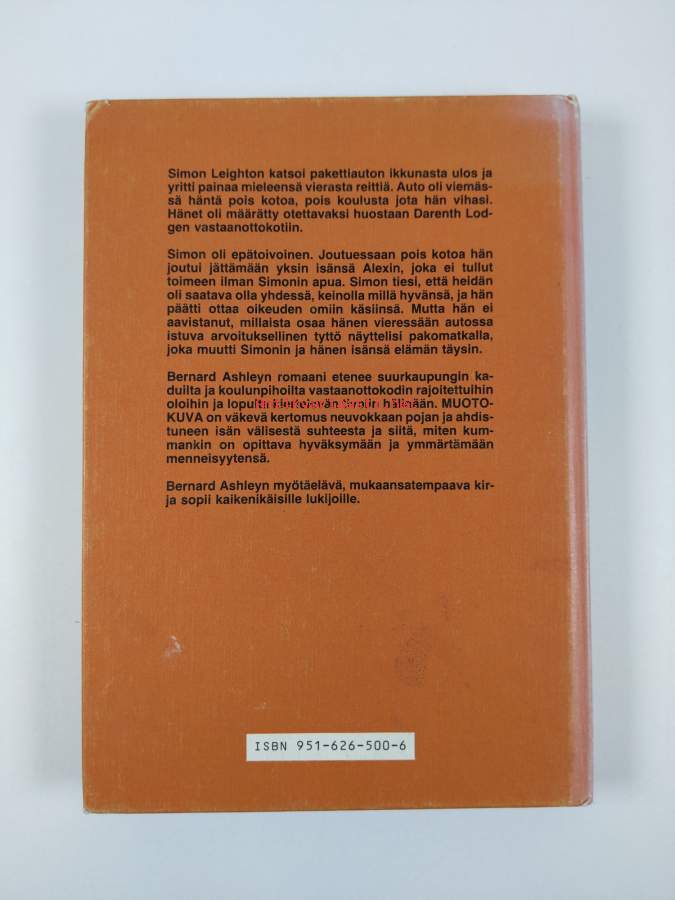 Simon Leighton katsoi pakettiauton ikkunasta ulos ja
yritti painaa mieleensä vierasta reittiä. Auto oli viemäs-
sä häntä pois kotoa, pois koulusta jota hän vihasi.
Hänet oli määrätty otettavaksi huostaan Darenth Lod-
gen vastaanottokotiin.
Simon oli epätoivoinen. Joutuessaan pois kotoa hän
joutui jättämään yksin isänsä Alexin, joka ei tullut
toimeen ilman Simonin apua. Simon tiesi, että heidän
oli saatava olla yhdessä, keinolla millä hyvänsä, ja hän
päätti ottaa oikeuden omiin käsiinsä. Mutta hän ei
aavistanut, millaista osaa hänen vieressään autossa
istuva arvoituksellinen tyttö näyttelisi pakomatkalla,
joka muutti Simonin ja hänen isänsä elämän täysin.
Bernard Ashleyn romaani etenee suurkaupungin ka-
duilta ja koulunpihoilta vastaanottokodin rajoitettuihin
oloihin ja lopulta meren
MUOTO-
KUVA on väkevä kertomus neuvokkaan pojan ja ahdis-
tuneen isän välisestä suhteesta ja siitä, miten kum-
mankin on opittava hyväksymään ja ymmärtämään
menneisyytensä.
Bernard Ashleyn myötäelävä, mukaansatempaava kir-
ja sopii kaikenikäisille lukijoille.
ISBN 951-626-500-6